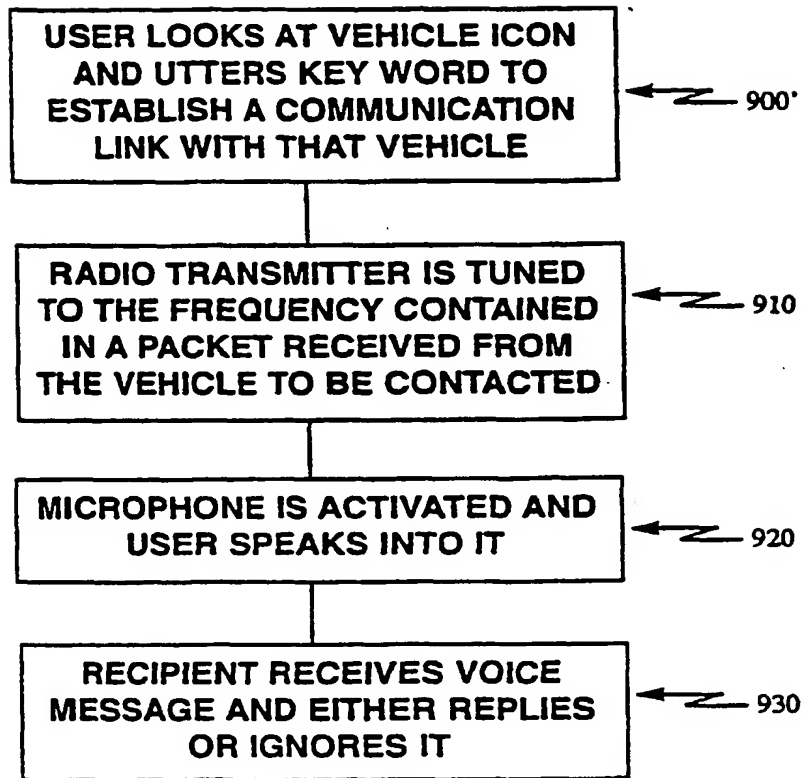 USER LOOKS AT VEHICLE ICON
AND UTTERS KEY WORD TO
ESTABLISH A COMMUNICATION
LINK WITH THAT VEHICLE
900'
RADIO TRANSMITTER IS TUNED
TO THE FREQUENCY CONTAINED
IN A PACKET RECEIVED FROM
THE VEHICLE TO BE CONTACTED
910
MICROPHONE IS ACTIVATED AND
USER SPEAKS INTO IT
920
RECIPIENT RECEIVES VOICE
MESSAGE AND EITHER REPLIES
OR IGNORES IT
930